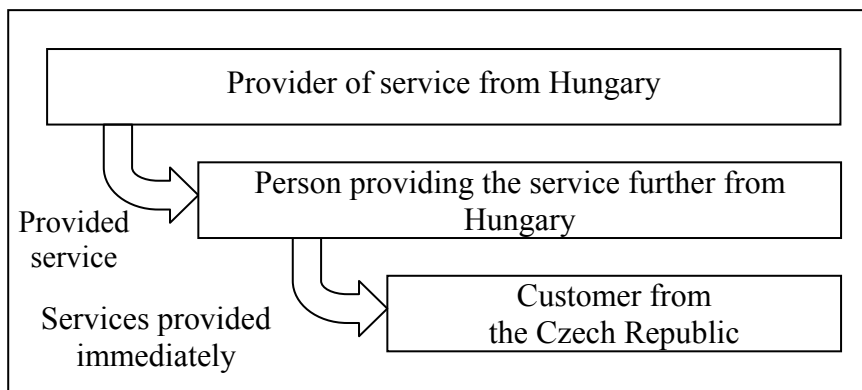 Provider of service from Hungary
Person providing the service further from
Hungary
Provided
service
Customer from
the Czech Republic
Services provided
immediately